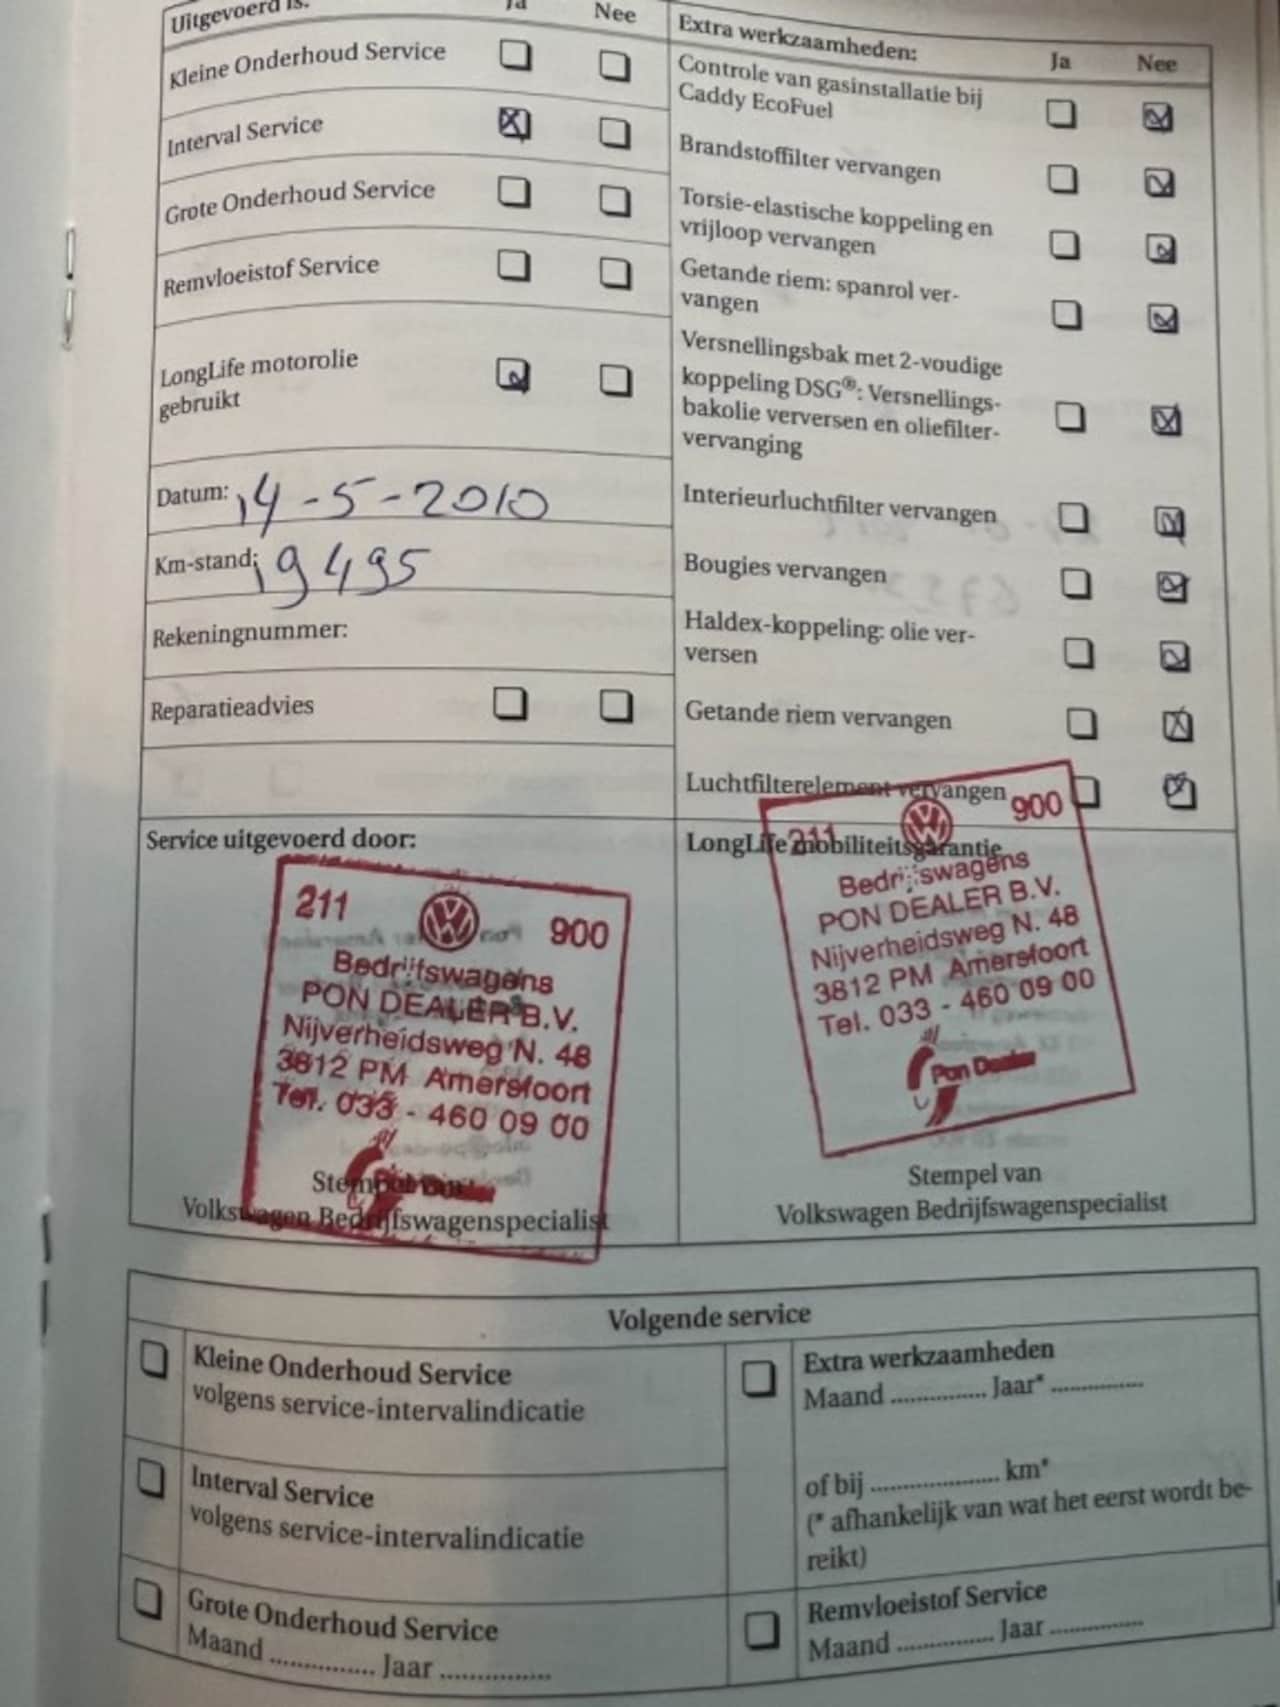 Uitgevoerd is: Ja Nee
Kleine Onderhoud Service
Interval Service
Grote Onderhoud Service
Remvloeistof Service
LongLife motorolie
gebruikt
Datum: 14-5-2010
Km-stand: 19495
Rekeningnummer:
Reparatieadvies
Extra werkzaamheden: Ja Nee
Controle van gasinstallatie bij
Caddy EcoFuel
Brandstoffilter vervangen
Torsie-elastische koppeling en
vrijloop vervangen
Getande riem: spanrol ver-
vangen
Versnellingsbak met 2-voudige
koppeling DSG®: Versnellings-
bakolie verversen en oliefilter-
vervanging
Interieurluchtfilter vervangen
Bougies vervangen
Haldex-koppeling: olie ver-
versen
Getande riem vervangen
Luchtfilterelement vervangen
Service uitgevoerd door:
211 900
Bedrijfswagens
PON DEALER B.V.
Nijverheidsweg N. 48
3812 PM Amersfoort
Tel. 033 - 460 09 00
Stempel van
Volkswagen Bedrijfswagenspecialist
LongLife mobiliteitsgarantie
211 900
Bedrijfswagens
PON DEALER B.V.
Nijverheidsweg N. 48
3812 PM Amersfoort
Tel. 033 - 460 09 00
Pon Dealer
Stempel van
Volkswagen Bedrijfswagenspecialist
Volgende service
Kleine Onderhoud Service
volgens service-intervalindicatie
Interval Service
volgens service-intervalindicatie
Grote Onderhoud Service
Maand ............... Jaar ................
Extra werkzaamheden
Maand .............. Jaar* ..............
of bij ................... km*
(* afhankelijk van wat het eerst wordt be-
reikt)
Remvloeistof Service
Maand .............. Jaar ..............